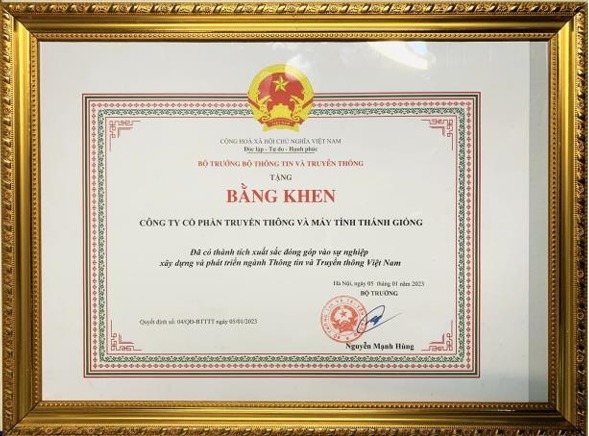 CỘNG HOÀ XÃ HỘI CHỦ NGHĨA VIỆT NAM
Độc lập - Tự do - Hạnh phúc
BỘ TRƯỞNG BỘ THÔNG TIN VÀ TRUYỀN THÔNG
TẶNG
BẰNG KHEN
CÔNG TY CỔ PHẦN TRUYỀN THÔNG VÀ MÁY TÍNH THÁNH GIÓNG
Đã có thành tích xuất sắc đóng góp vào sự nghiệp
xây dựng và phát triển ngành Thông tin và Truyền thông Việt Nam
Hà Nội, ngày 05 tháng 01 năm 2023
BỘ TRƯỞNG
Quyết định số: 04/QĐ-BTTTT ngày 05/01/2023
Nguyễn Mạnh Hùng